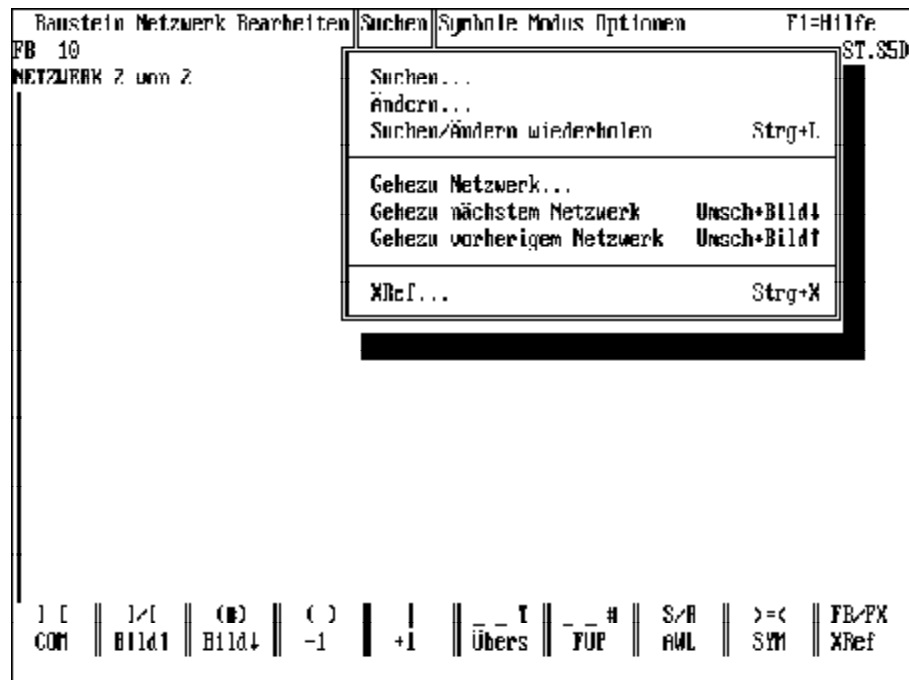 Baustein Netzwerk Bearbeiten Suchen Symbole Modus Optionen F1=Hilfe
FB 10 ST.S5D
NETZWERK 2 von 2
Suchen...
Ändern...
Suchen/Ändern wiederholen Strg+L
Gehezu Netzwerk...
Gehezu nächstem Netzwerk Umsch+Bild↓
Gehezu vorherigem Netzwerk Umsch+Bild↑
XRef... Strg+X
] [ ]/[ (#) ( ) | _ _ T _ _ # S/R >=< FB/FX
COM Bild↑ Bild↓ -1 +1 Übers FUP AWL SYM XRef